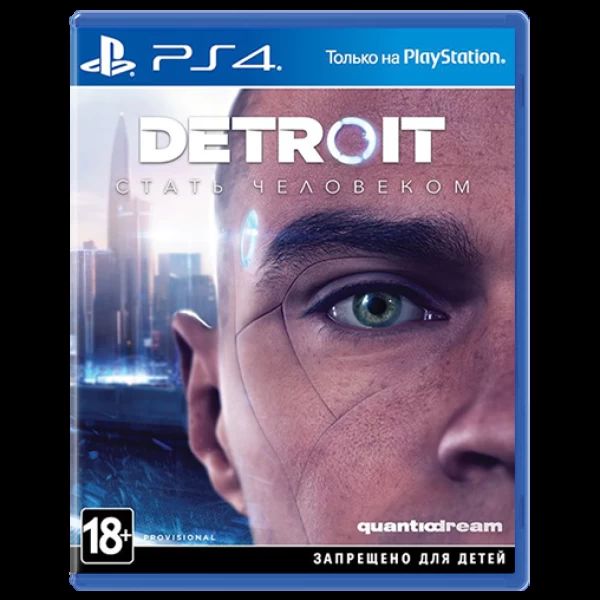 PS4
Только на PlayStation®
DETROIT
СТАТЬ ЧЕЛОВЕКОМ
quanticdream
18+
PROVISIONAL
ЗАПРЕЩЕНО ДЛЯ ДЕТЕЙ